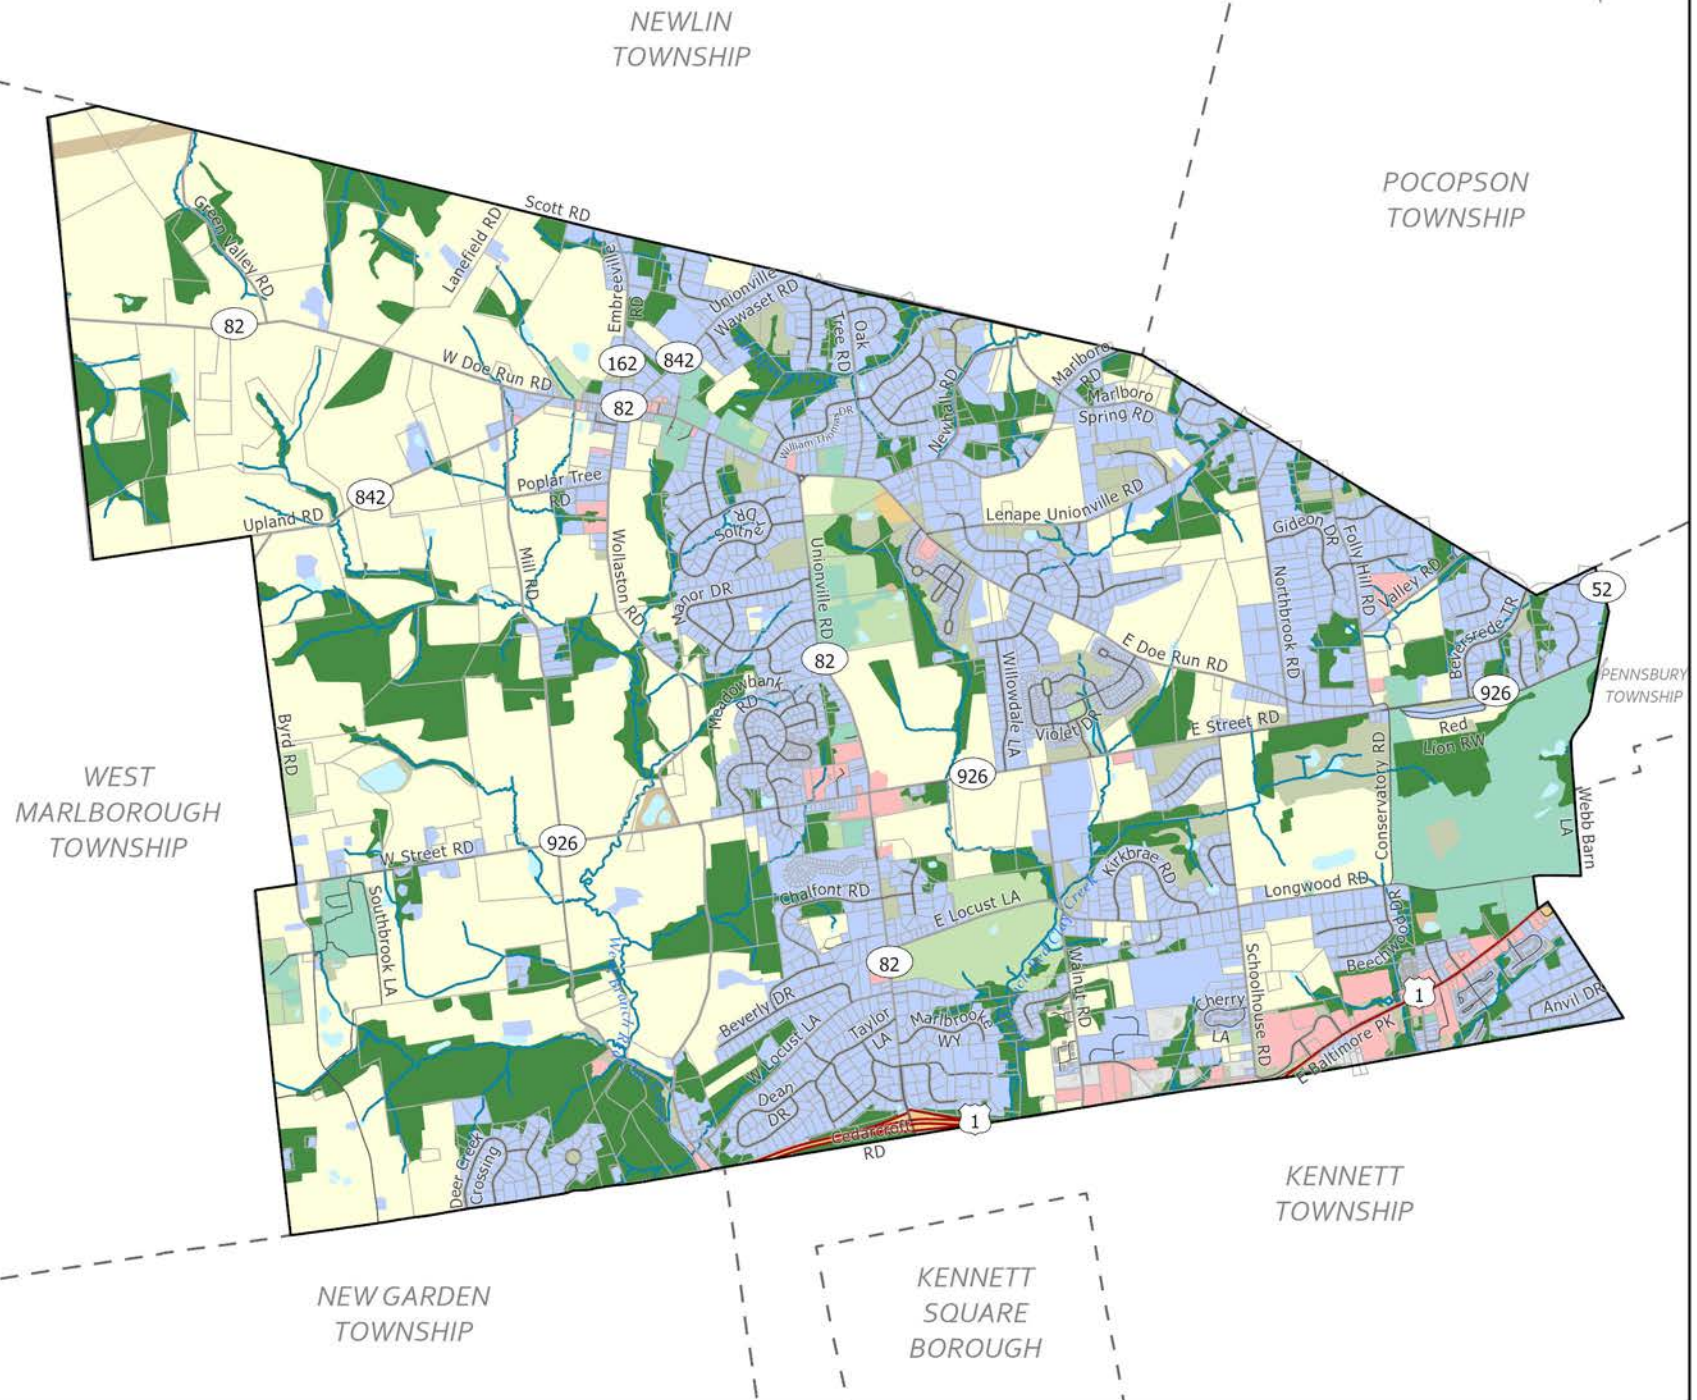 NEWLIN
TOWNSHIP
POCOPSON
TOWNSHIP
Scott RD
Lanefield RD
Green Valley RD
82
Embreeville
RD
Unionville
Wawaset RD
Oak
Tree RD
162
842
W Doe Run RD
82
Marlboro
RD
Marlboro
Spring RD
Newhall RD
William Thomas DR
842
Upland RD
Poplar Tree
RD
Mill RD
Wollaston RD
Soltner
DR
Manor DR
Unionville RD
Lenape Unionville RD
Gideon
DR
Folly Hill RD
Valley RD
52
Northbrook RD
Beversrede TR
82
Meadowbank
RD
Willowdale LA
E Doe Run RD
Violet DR
E Street RD
926
Red
Lion RW
PENNSBURY
TOWNSHIP
Byrd RD
926
Conservatory RD
Webb Barn
LA
WEST
MARLBOROUGH
TOWNSHIP
W Street RD
926
Southbrook LA
Chalfont RD
E Locust LA
Kirkbrae RD
Longwood RD
82
Walnut RD
Schoolhouse RD
Beechwood DR
1
Anvil DR
Cherry
LA
E Baltimore PK
Beverly DR
W Locust LA
Taylor
LA
Marlbrooke
WY
Dean
DR
Cedarcroft
RD
1
Deer Creek
Crossing
KENNETT
TOWNSHIP
NEW GARDEN
TOWNSHIP
KENNETT
SQUARE
BOROUGH